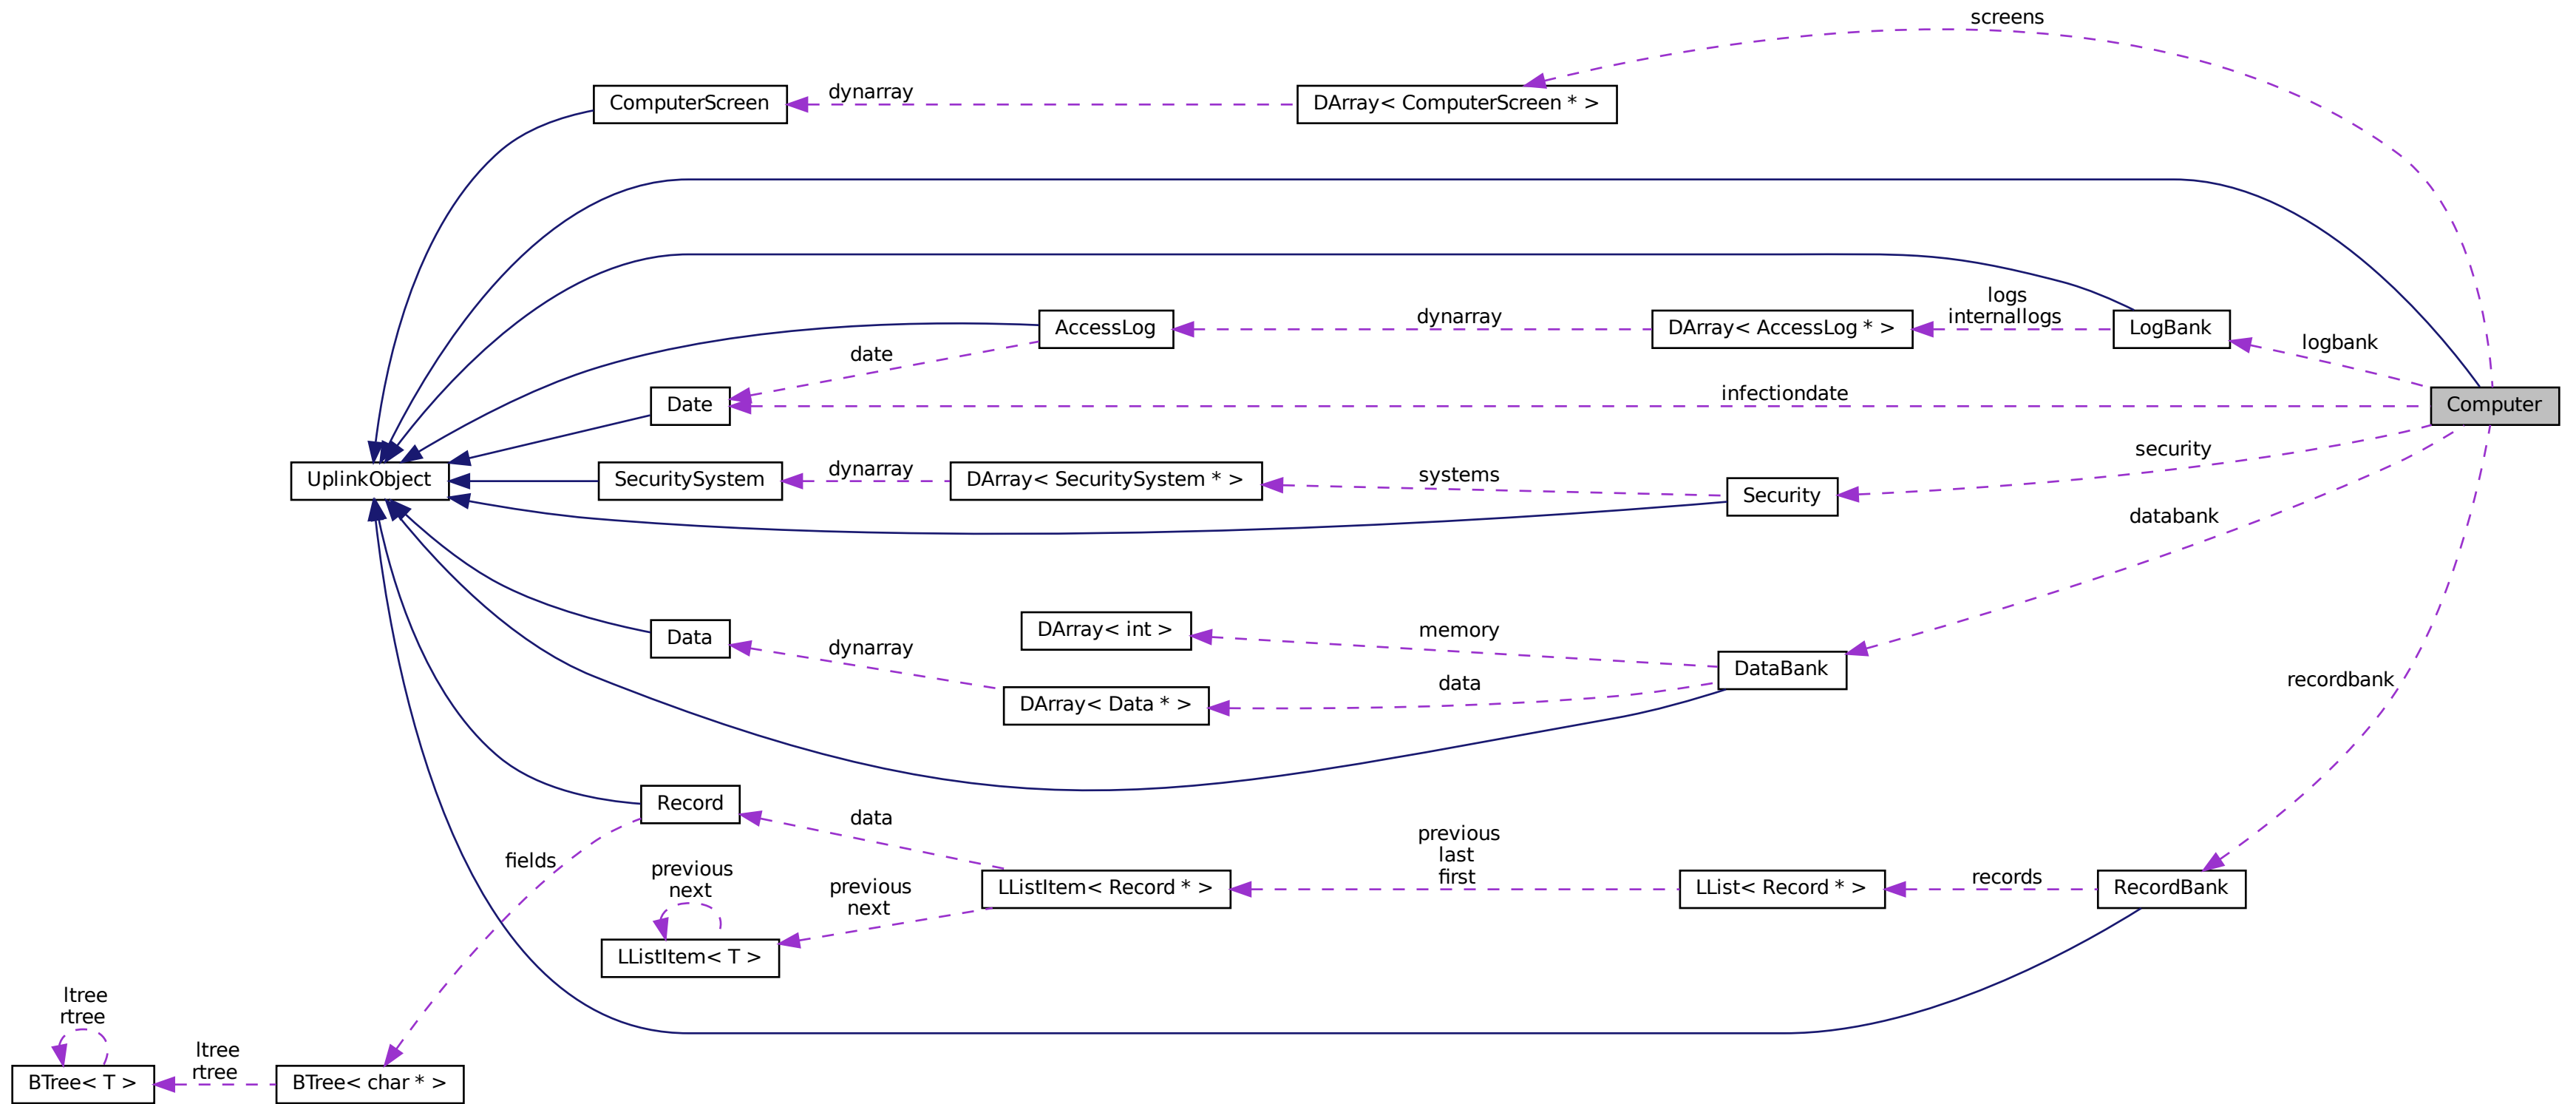 screens
ComputerScreen
dynarray
DArray< ComputerScreen * >
AccessLog
dynarray
DArray< AccessLog * >
logs
internallogs
LogBank
logbank
date
Date
infectiondate
Computer
UplinkObject
SecuritySystem
dynarray
DArray< SecuritySystem * >
systems
Security
security
databank
Data
dynarray
DArray< int >
memory
DArray< Data * >
data
DataBank
recordbank
Record
data
fields
previous
next
LListItem< T >
previous
next
LListItem< Record * >
previous
last
first
LList< Record * >
records
RecordBank
ltree
rtree
BTree< T >
ltree
rtree
BTree< char * >